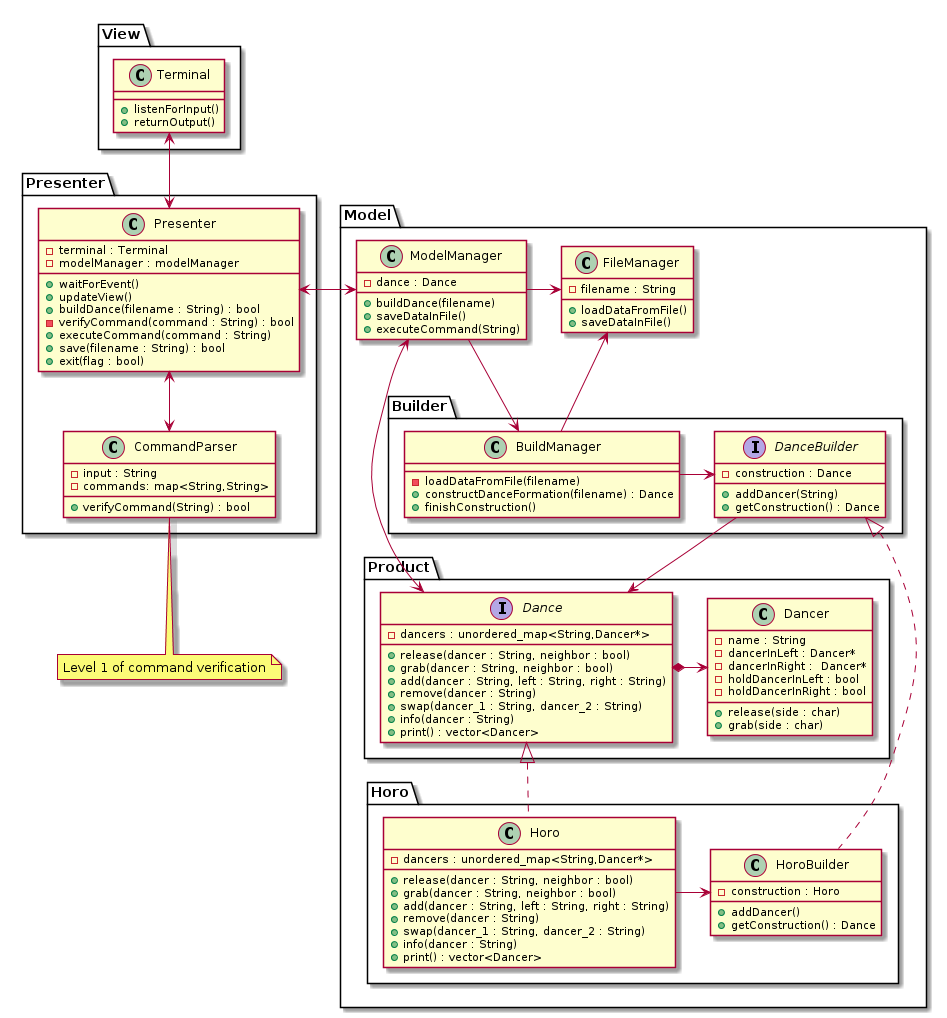 View
C Terminal
listenForInput()
returnOutput()
Presenter
C Presenter
terminal : Terminal
modelManager : modelManager
waitForEvent()
updateView()
buildDance(filename : String) : bool
verifyCommand(command : String) : bool
executeCommand(command : String)
save(filename : String) : bool
exit(flag : bool)
C CommandParser
input : String
commands: map<String,String>
verifyCommand(String) : bool
Level 1 of command verification
Model
C ModelManager
dance : Dance
buildDance(filename)
saveDataInFile()
executeCommand(String)
C FileManager
filename : String
loadDataFromFile()
saveDataInFile()
Builder
C BuildManager
loadDataFromFile(filename)
constructDanceFormation(filename) : Dance
finishConstruction()
I DanceBuilder
construction : Dance
addDancer(String)
getConstruction() : Dance
Product
I Dance
dancers : unordered_map<String,Dancer*>
release(dancer : String, neighbor : bool)
grab(dancer : String, neighbor : bool)
add(dancer : String, left : String, right : String)
remove(dancer : String)
swap(dancer_1 : String, dancer_2 : String)
info(dancer : String)
print() : vector<Dancer>
C Dancer
name : String
dancerInLeft : Dancer*
dancerInRight :  Dancer*
holdDancerInLeft : bool
holdDancerInRight : bool
release(side : char)
grab(side : char)
Horo
C Horo
dancers : unordered_map<String,Dancer*>
release(dancer : String, neighbor : bool)
grab(dancer : String, neighbor : bool)
add(dancer : String, left : String, right : String)
remove(dancer : String)
swap(dancer_1 : String, dancer_2 : String)
info(dancer : String)
print() : vector<Dancer>
C HoroBuilder
construction : Horo
addDancer()
getConstruction() : Dance